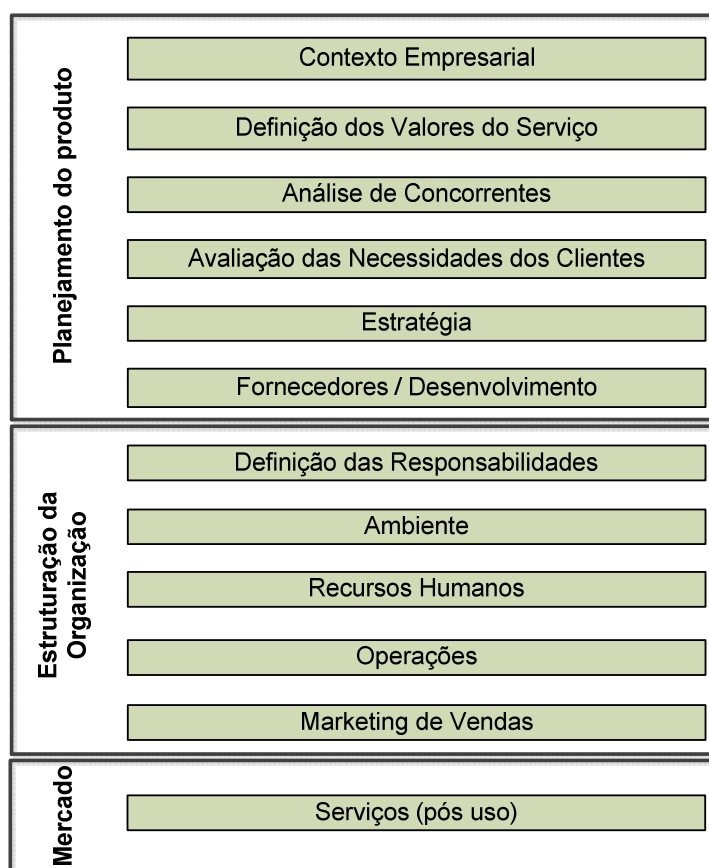 Planejamento do produto
Contexto Empresarial
Definição dos Valores do Serviço
Análise de Concorrentes
Avaliação das Necessidades dos Clientes
Estratégia
Fornecedores / Desenvolvimento
Estruturação da
Organização
Definição das Responsabilidades
Ambiente
Recursos Humanos
Operações
Marketing de Vendas
Mercado
Serviços (pós uso)